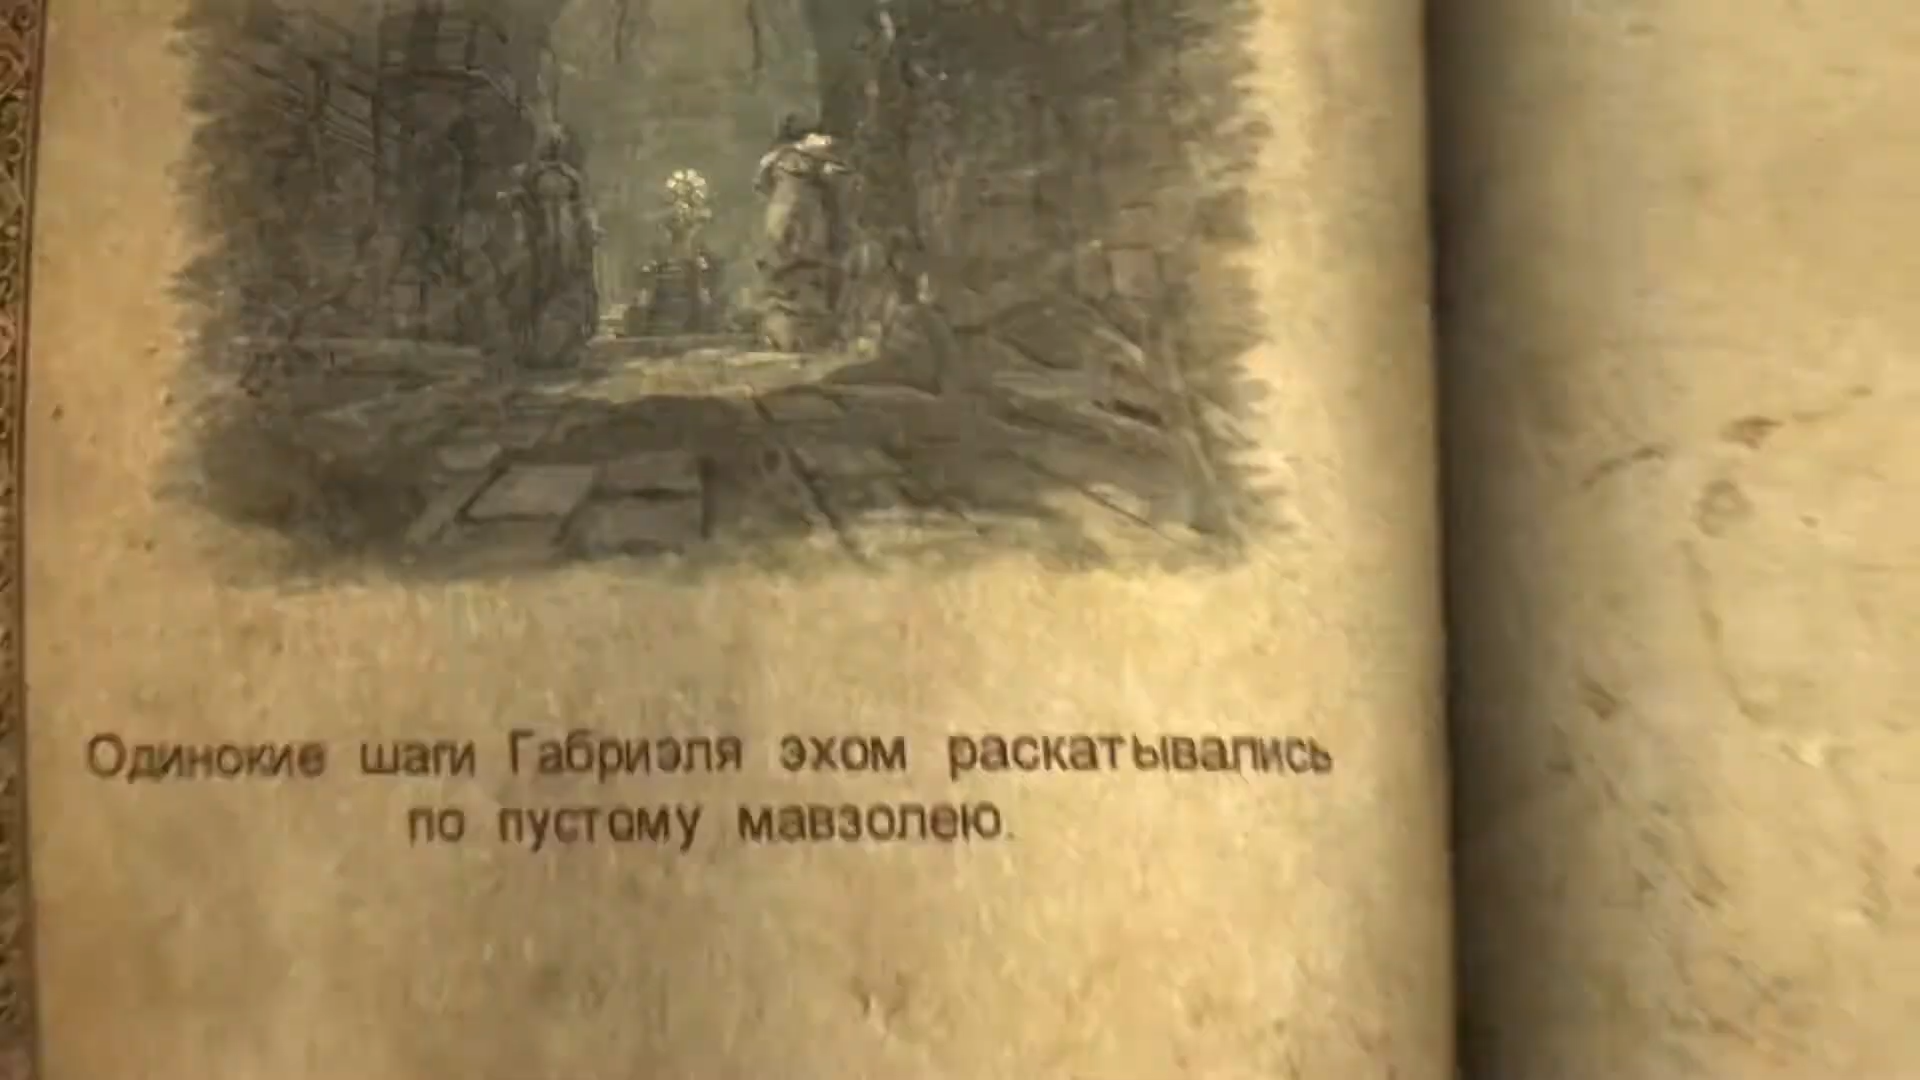 Одинокие шаги Габриэля эхом раскатывались
по пустому мавзолею.